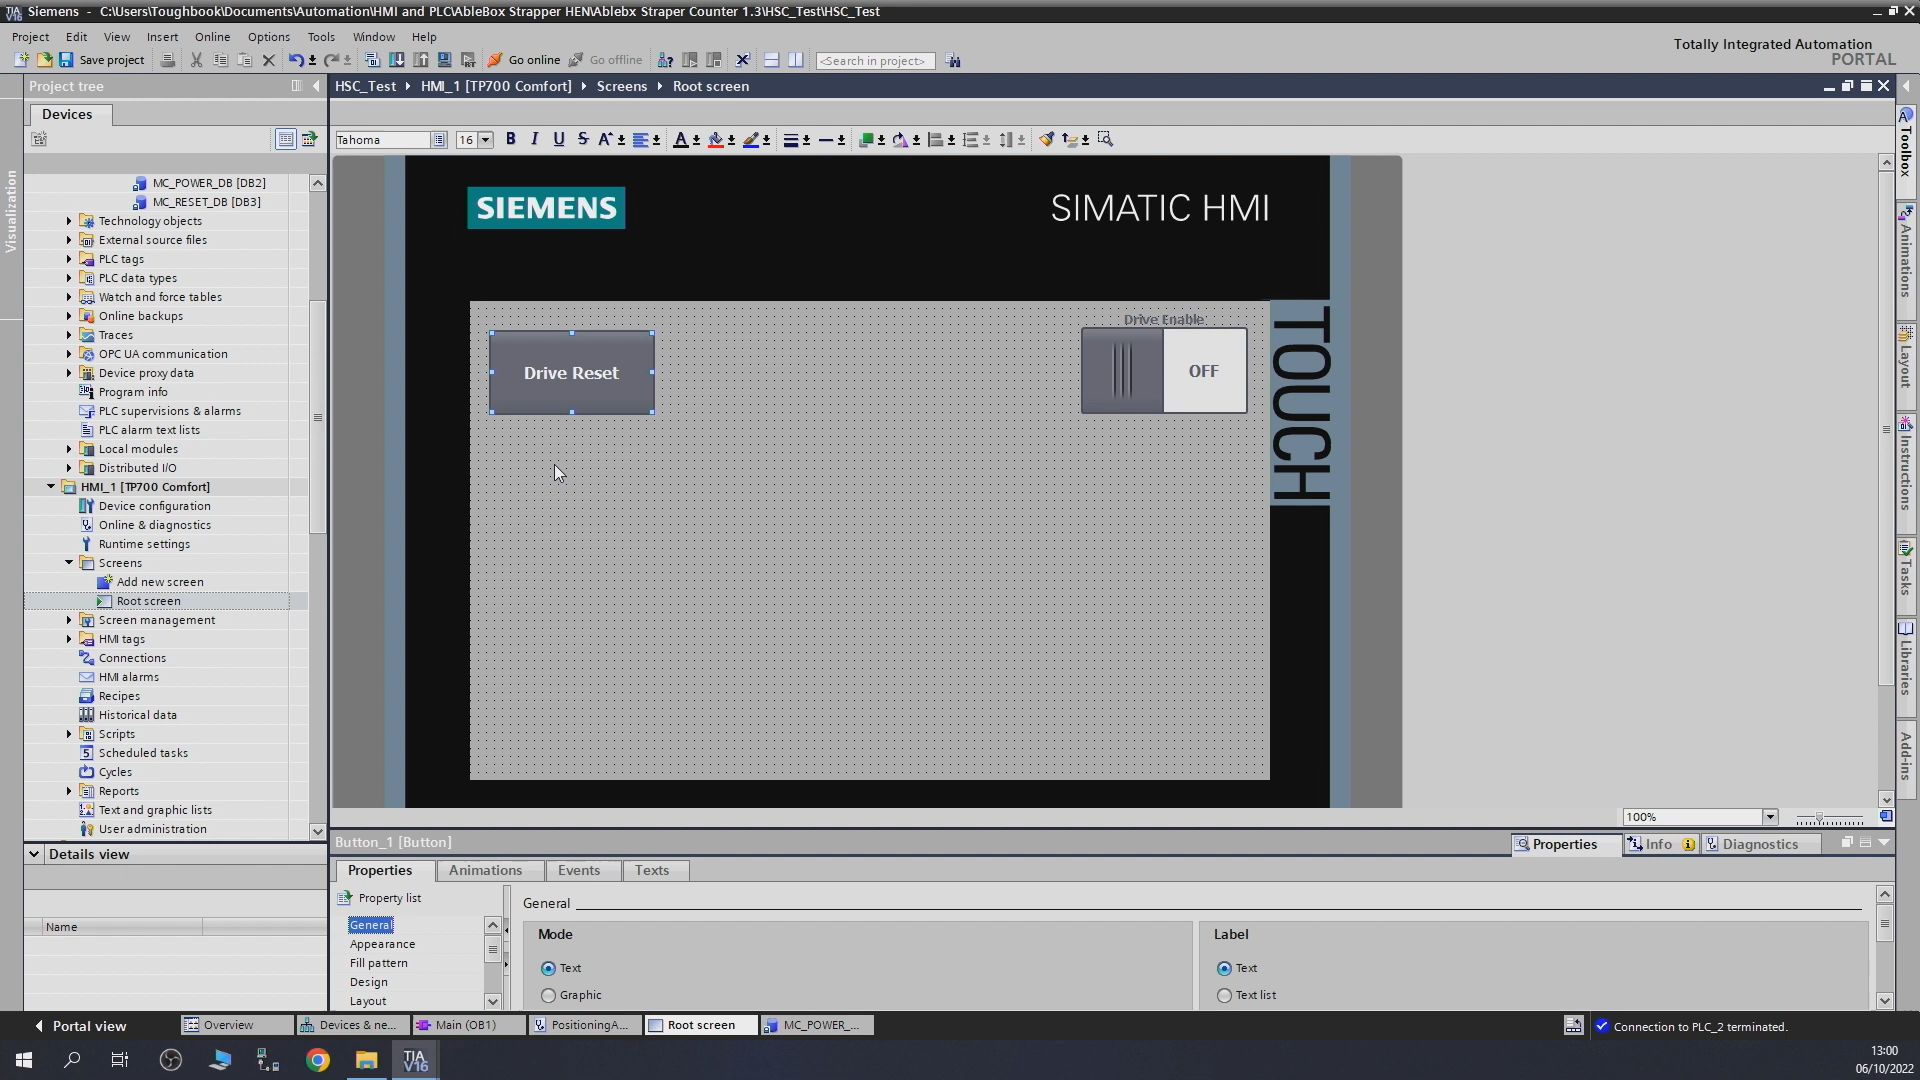 Siemens - C:\Users\Toughbook\Documents\Automation\HMI and PLC\AbleBox Strapper HEN\Ablebx Straper Counter 1.3\HSC_Test\HSC_Test
Project Edit View Insert Online Options Tools Window Help
Totally Integrated Automation
PORTAL
Save project
Go online
Go offline
<Search in project>
Project tree
HSC_Test HMI_1 [TP700 Comfort] Screens Root screen
Devices
Tahoma 16 B I U S
Visualization
MC_POWER_DB [DB2]
MC_RESET_DB [DB3]
Technology objects
External source files
PLC tags
PLC data types
Watch and force tables
Online backups
Traces
OPC UA communication
Device proxy data
Program info
PLC supervisions & alarms
PLC alarm text lists
Local modules
Distributed I/O
HMI_1 [TP700 Comfort]
Device configuration
Online & diagnostics
Runtime settings
Screens
Add new screen
Root screen
Screen management
HMI tags
Connections
HMI alarms
Recipes
Historical data
Scripts
Scheduled tasks
Cycles
Reports
Text and graphic lists
User administration
Details view
Name
SIEMENS
SIMATIC HMI
Drive Reset
Drive Enable
OFF
TOUCH
Toolbox
Animations
Layout
Instructions
Tasks
Libraries
Add-ins
100%
Button_1 [Button]
Properties Info Diagnostics
Properties Animations Events Texts
Property list
General
Appearance
Fill pattern
Design
Layout
General
Mode
Text
Graphic
Label
Text
Text list
Portal view
Overview
Devices & ne...
Main (OB1)
PositioningA...
Root screen
MC_POWER_...
Connection to PLC_2 terminated.
TIA
V16
13:00
06/10/2022